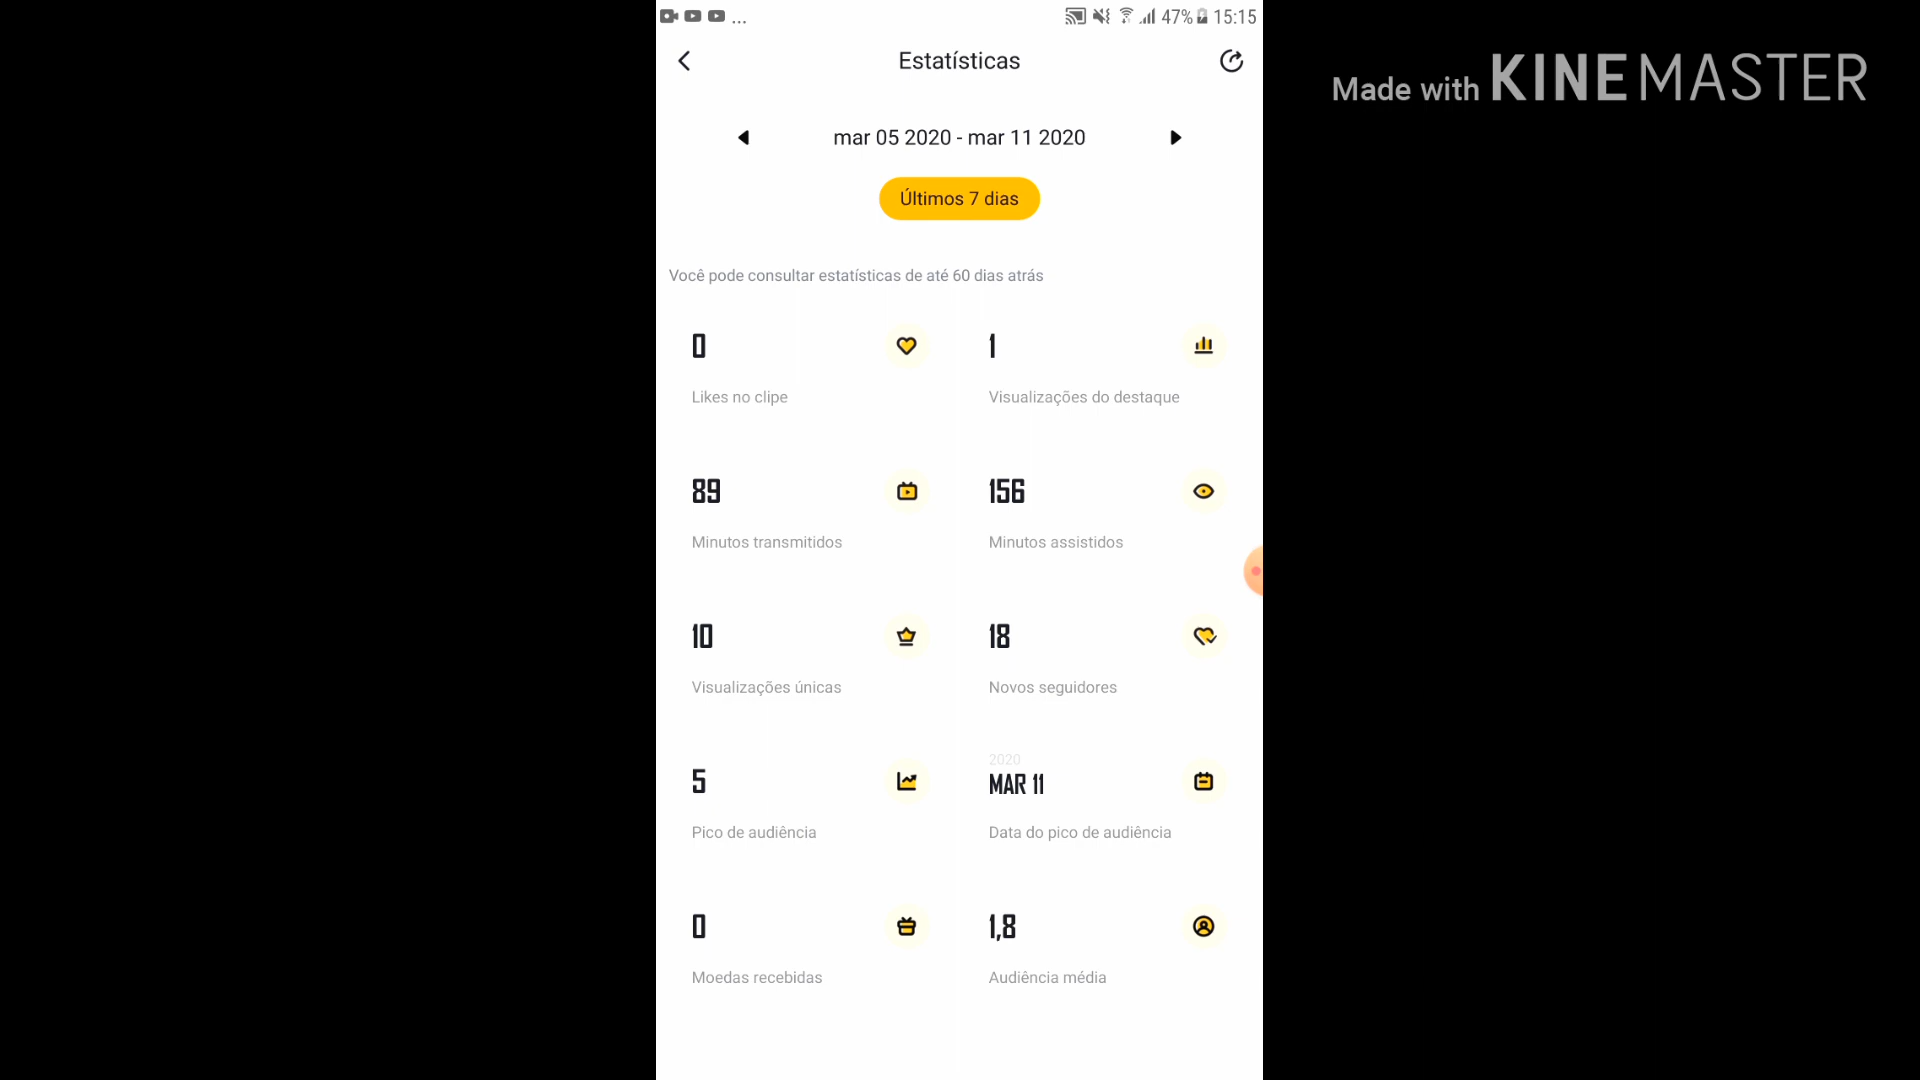 ... 47% 15:15
Estatísticas
Made with KINEMASTER
mar 05 2020 - mar 11 2020
Últimos 7 dias
Você pode consultar estatísticas de até 60 dias atrás
0
Likes no clipe
1
Visualizações do destaque
89
Minutos transmitidos
156
Minutos assistidos
10
Visualizações únicas
18
Novos seguidores
5
Pico de audiência
2020
MAR 11
Data do pico de audiência
0
Moedas recebidas
1,8
Audiência média